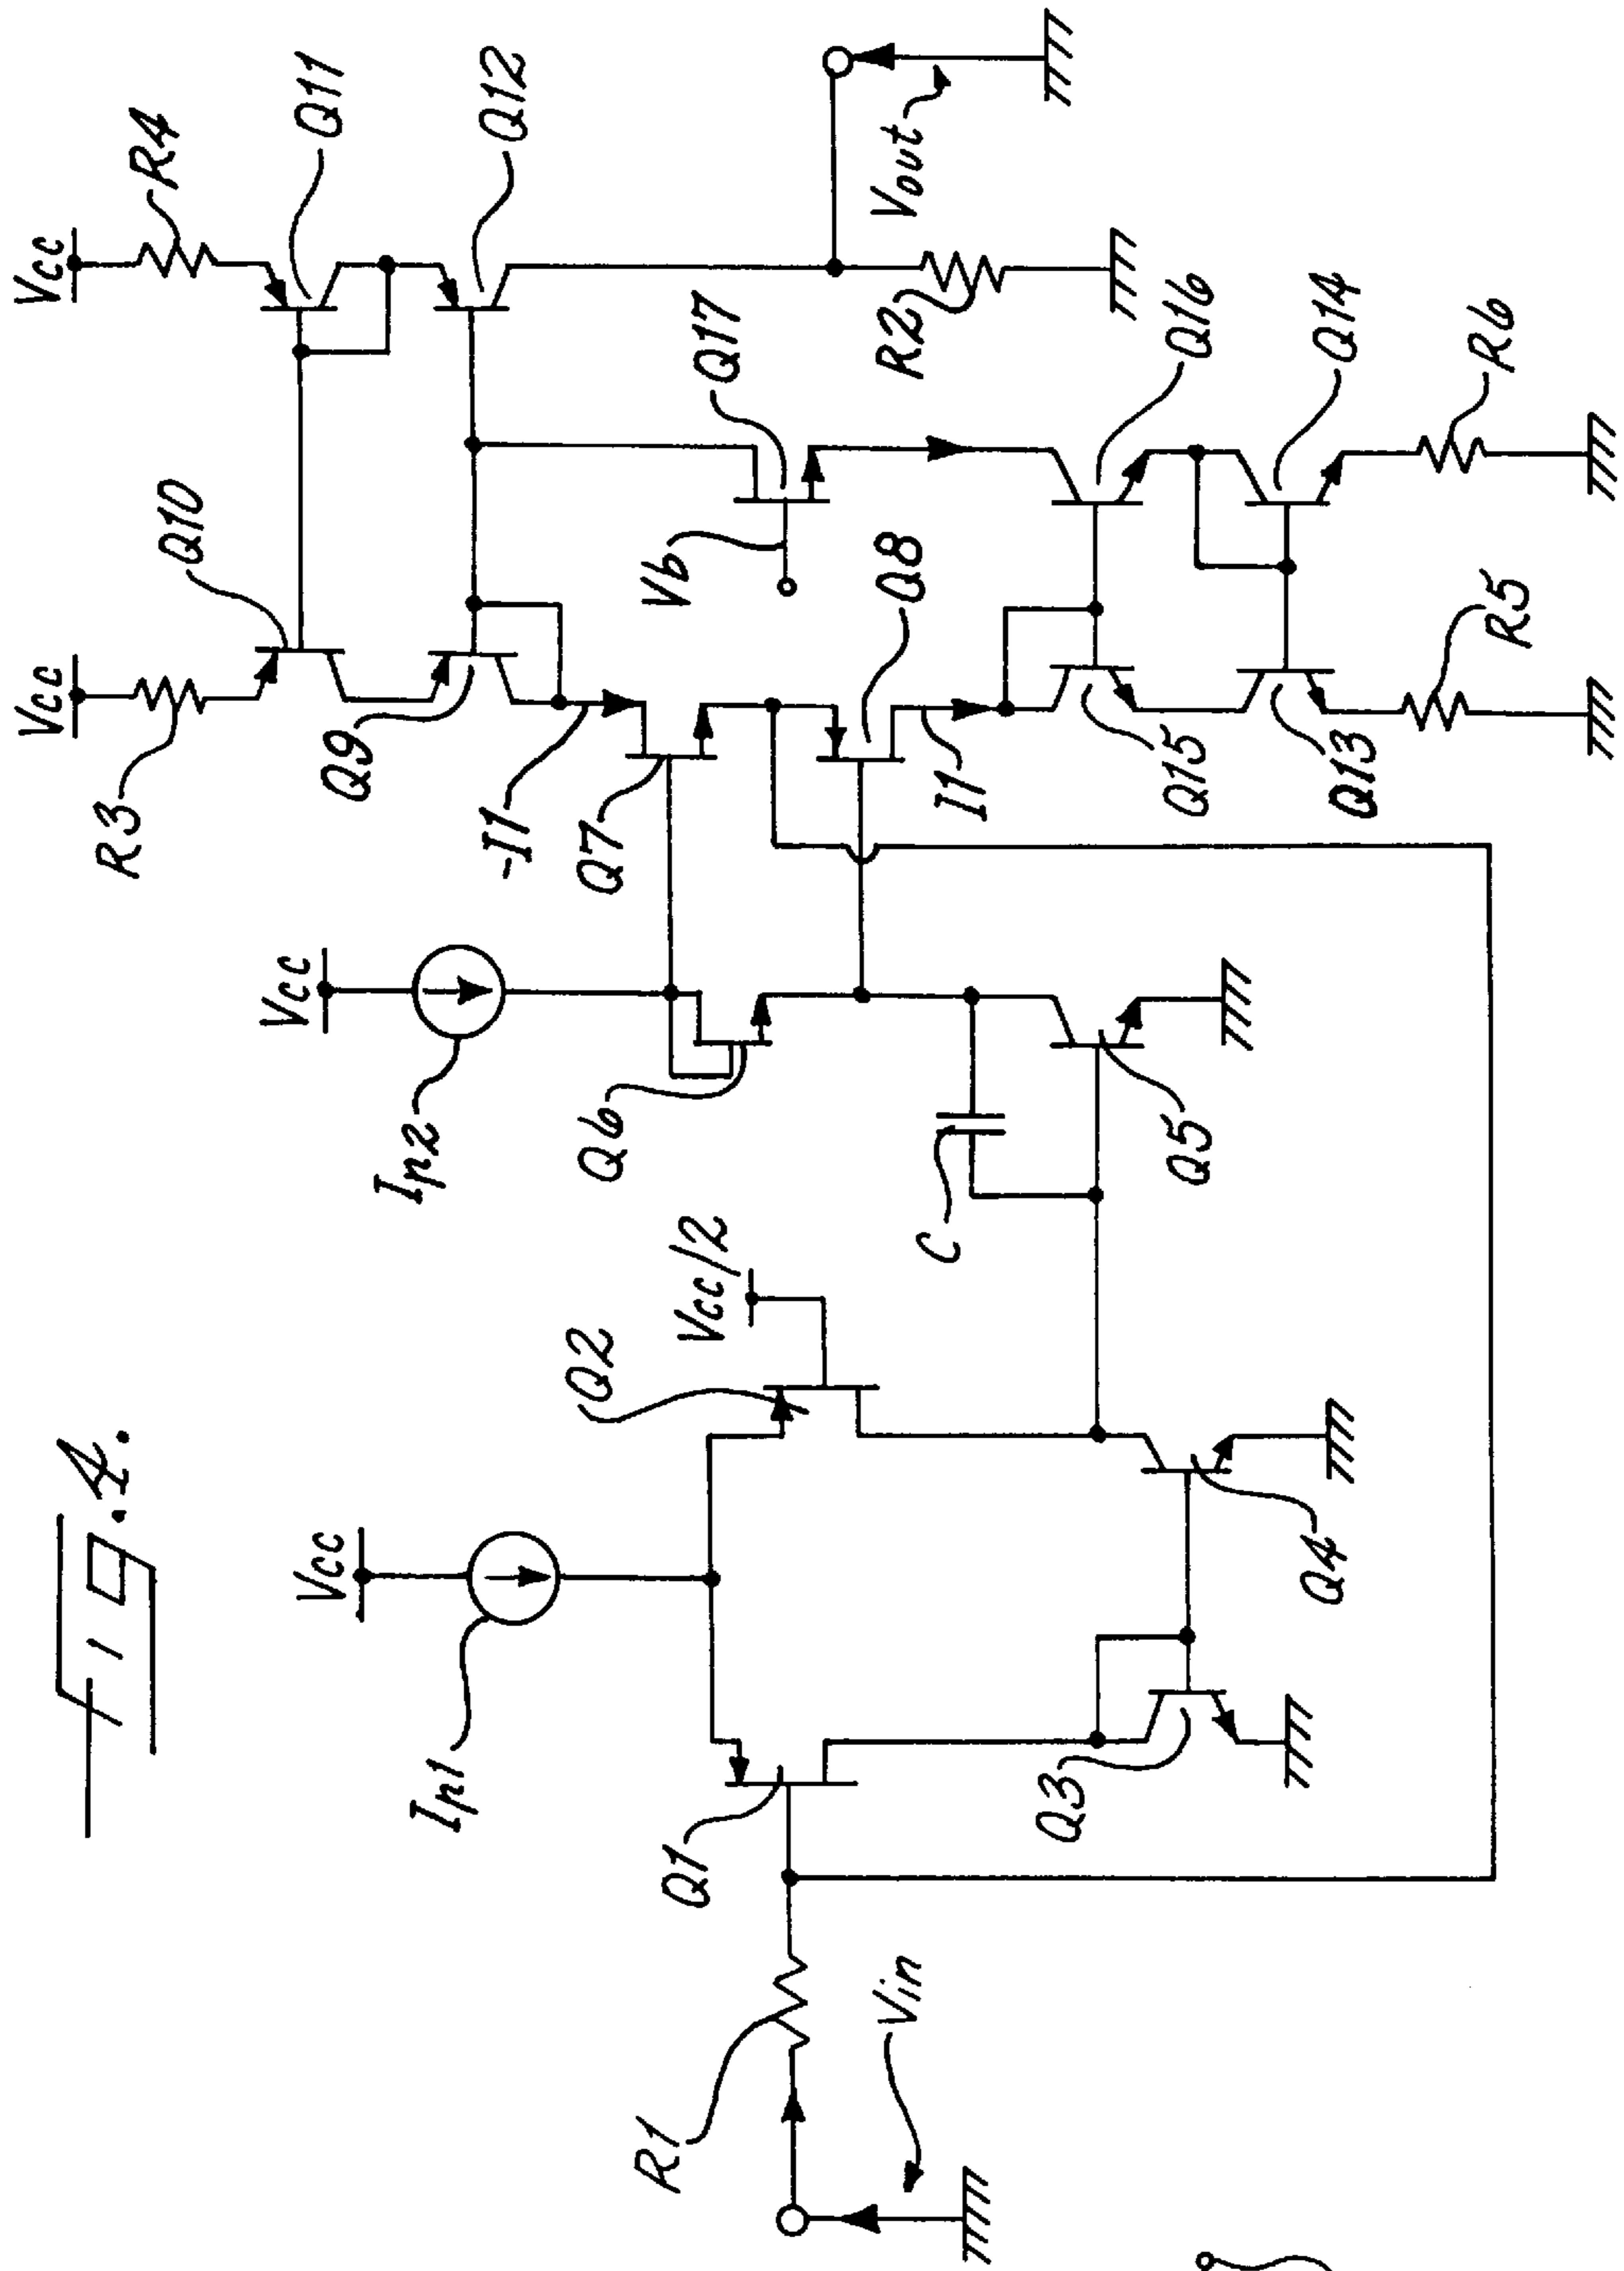 Fig. 4.
Vcc
Vcc
Vcc
Vcc
R3
R4
Q10
Q11
Q9
Q12
-I1
Q7
Vb
Q17
Vout
R2
Q8
I1
Q15
Q16
Q13
Q14
R5
R6
Ip2
Q6
C
Q5
Ip1
Q2
Vcc/2
Q1
Q3
Q4
R1
Vin